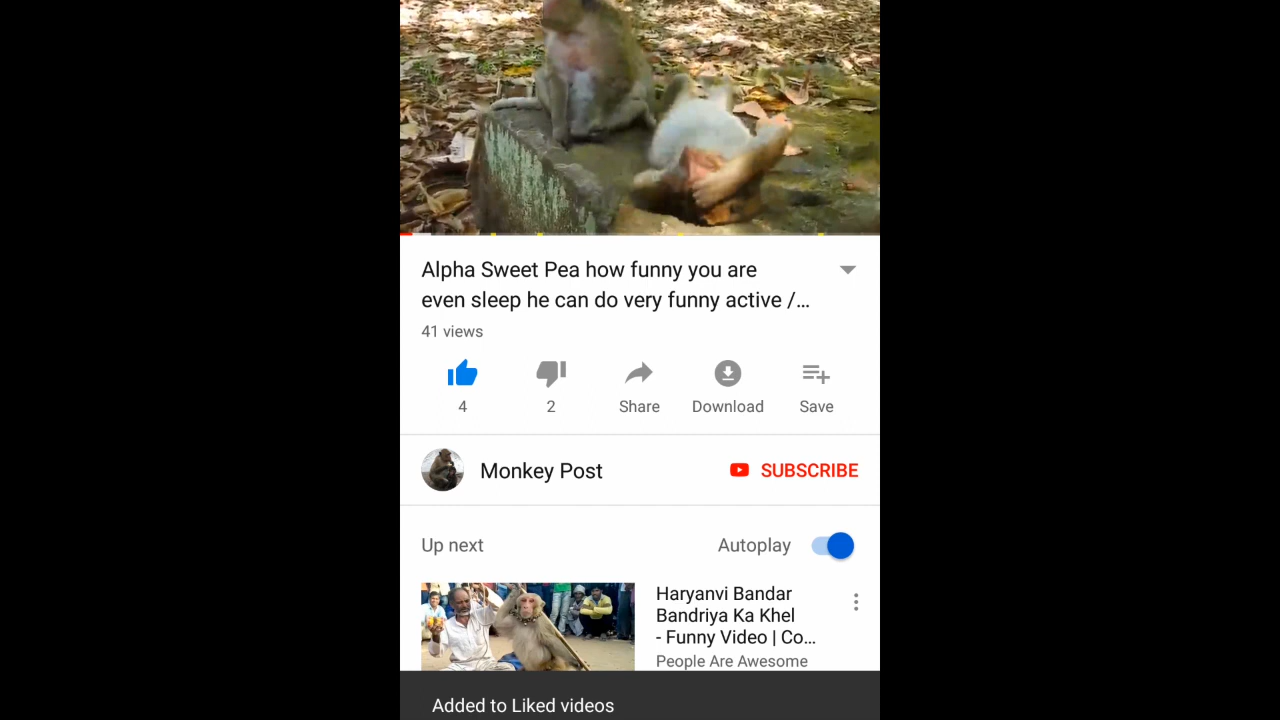 Alpha Sweet Pea how funny you are
even sleep he can do very funny active /...
41 views
4
2
Share
Download
Save
Monkey Post
SUBSCRIBE
Up next
Autoplay
Haryanvi Bandar
Bandriya Ka Khel
- Funny Video | Co...
People Are Awesome
Added to Liked videos